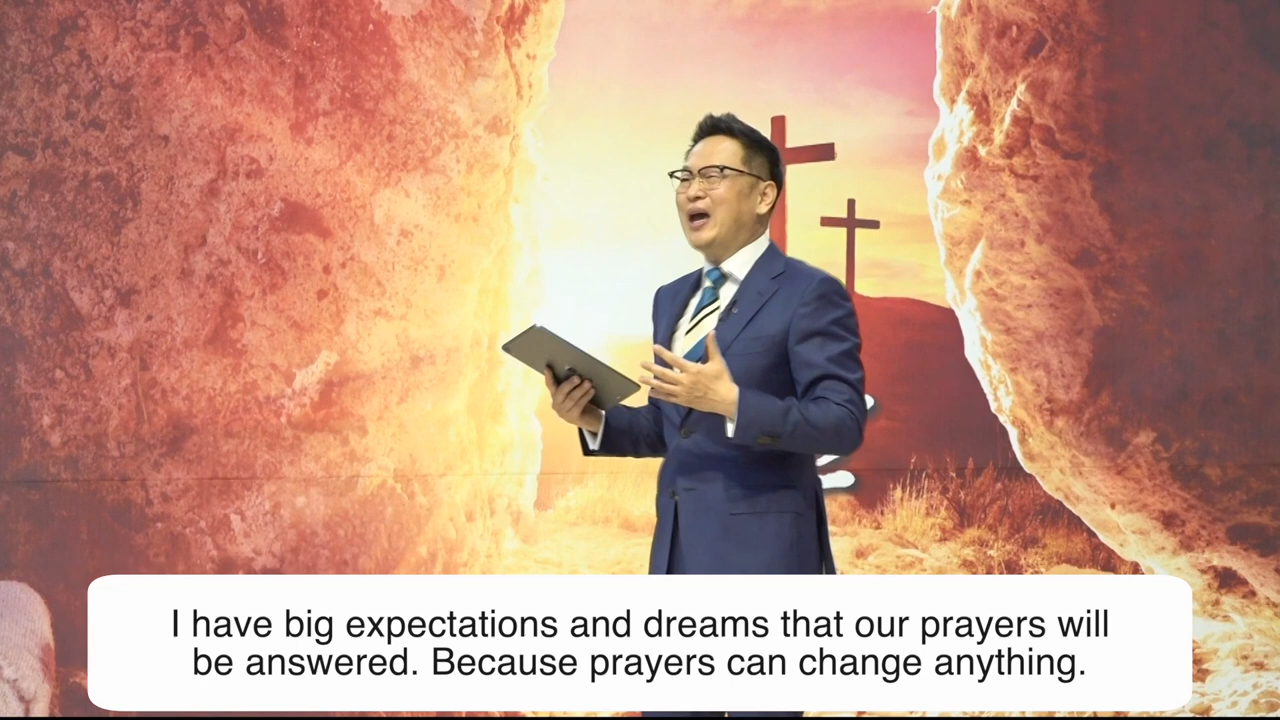 I have big expectations and dreams that our prayers will
be answered. Because prayers can change anything.